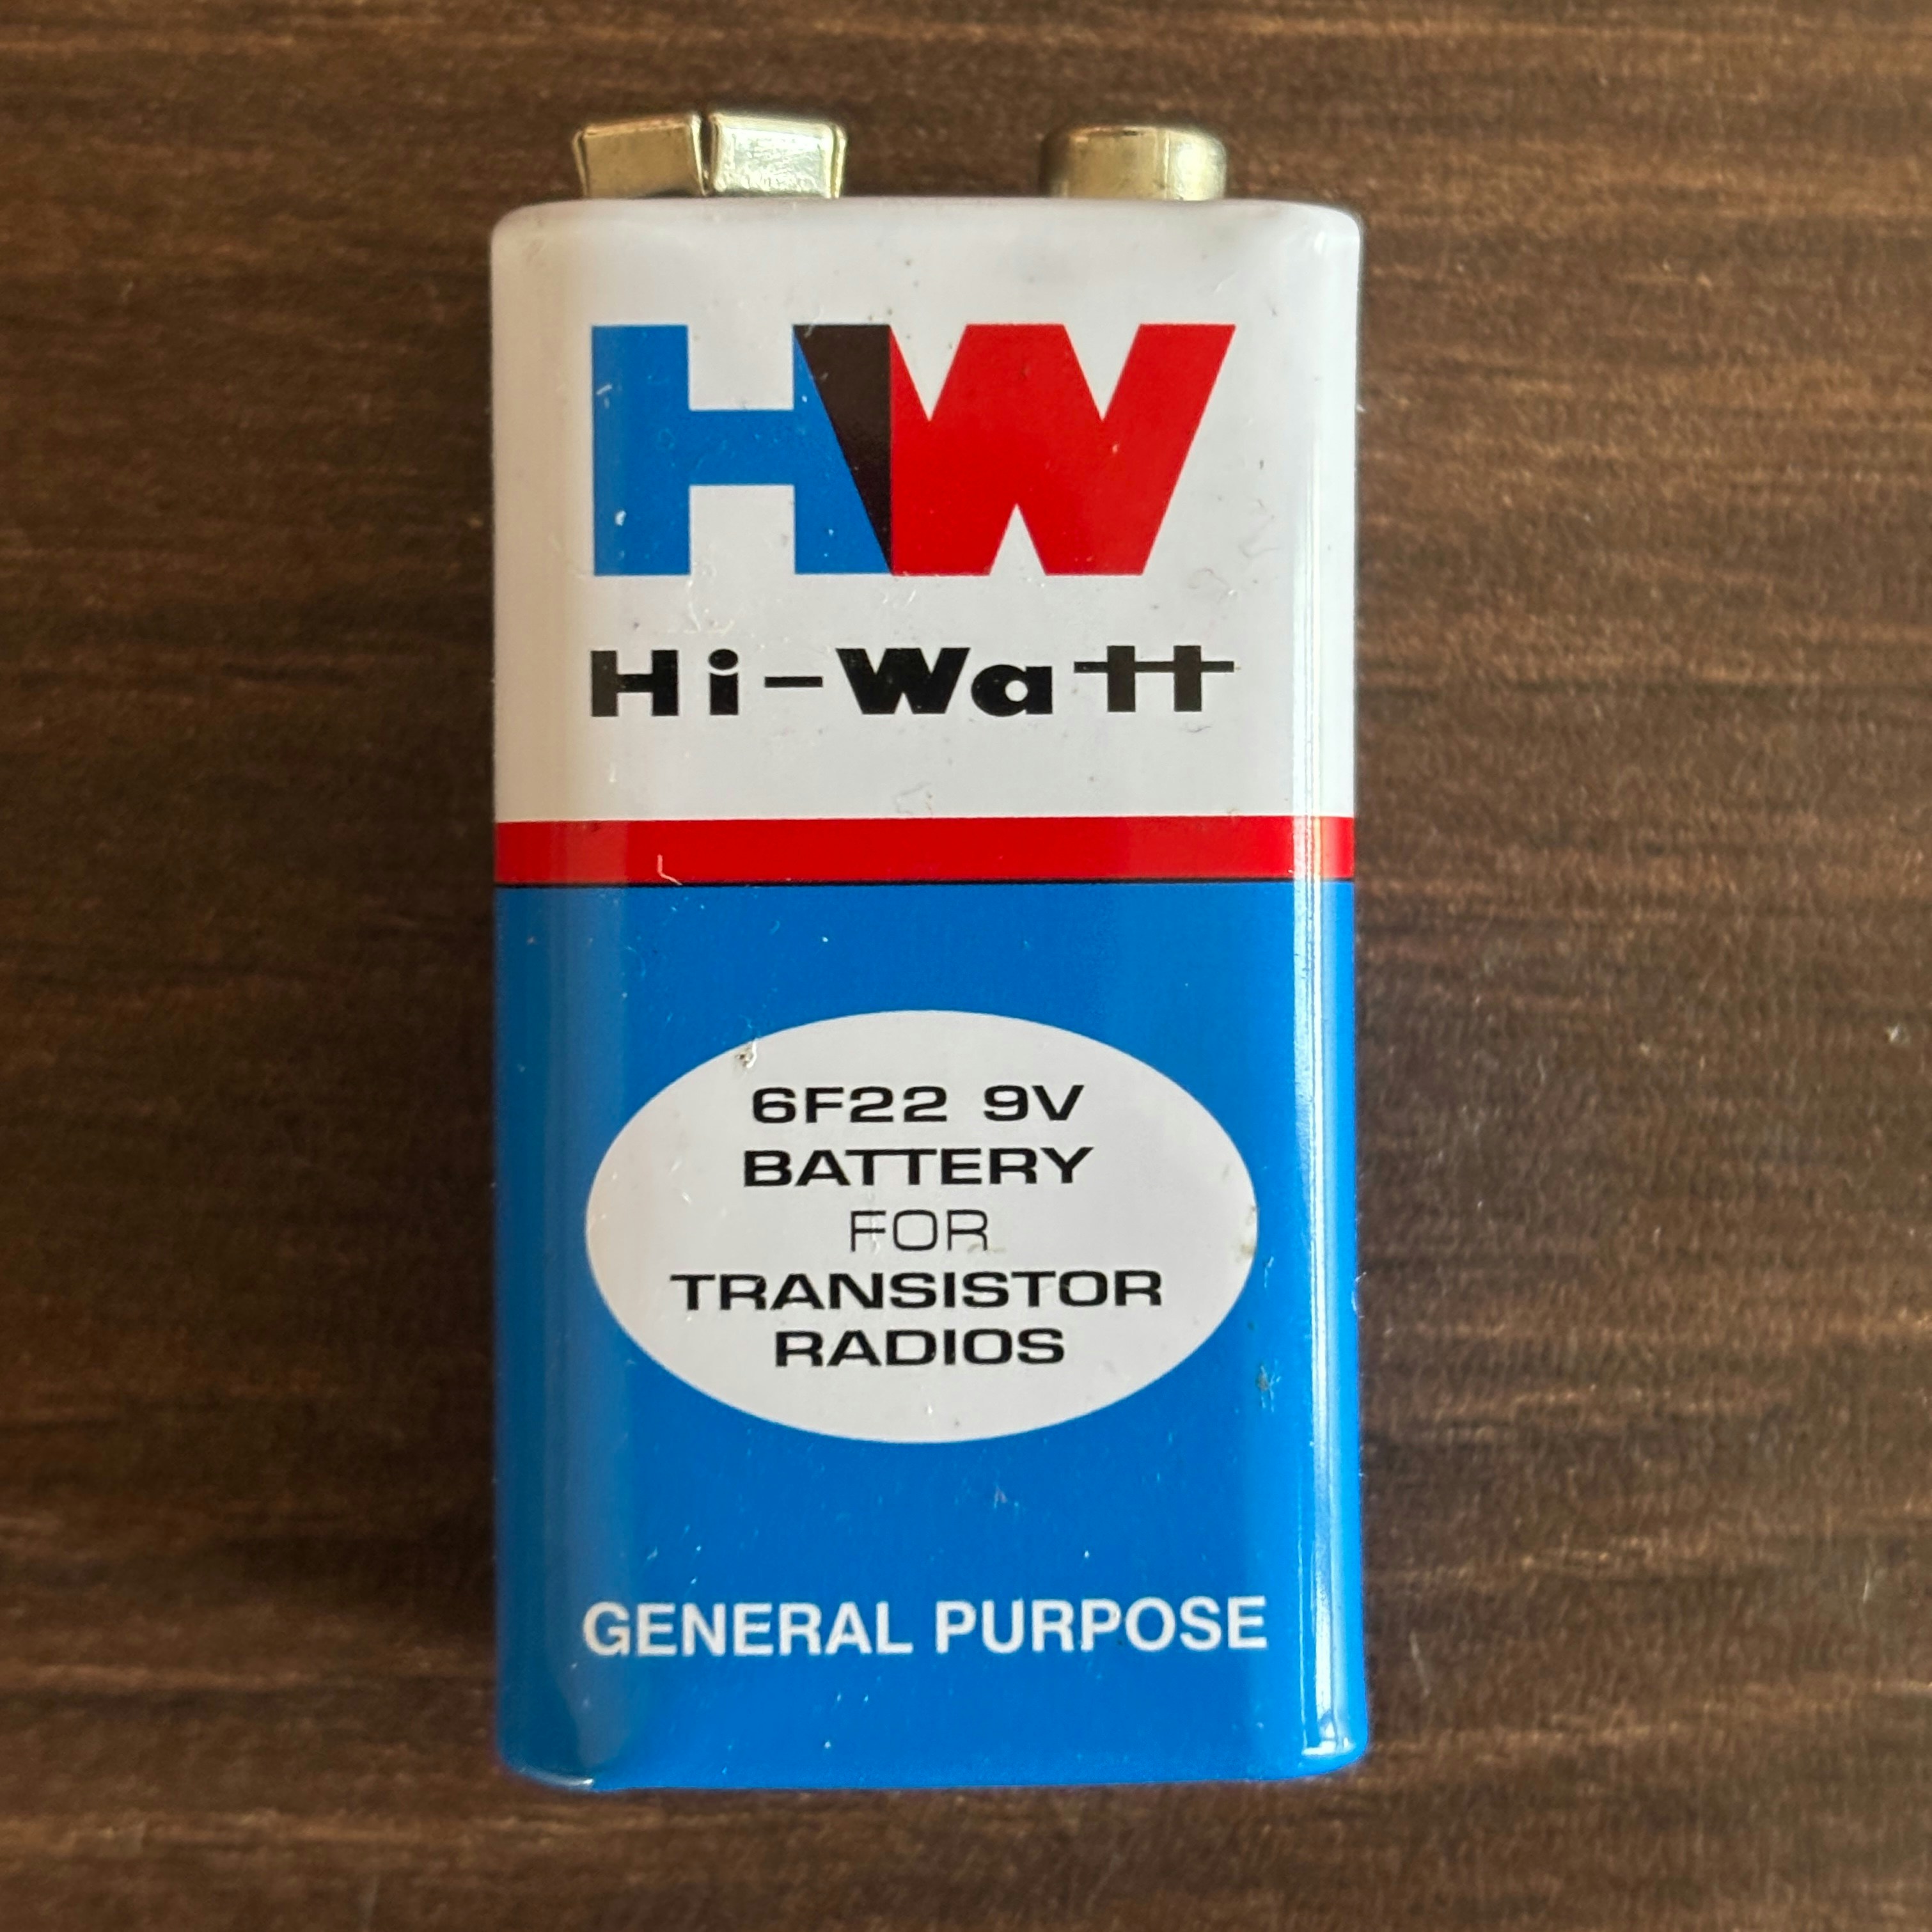 HW
Hi-Watt
6F22 9V
BATTERY
FOR
TRANSISTOR
RADIOS
GENERAL PURPOSE